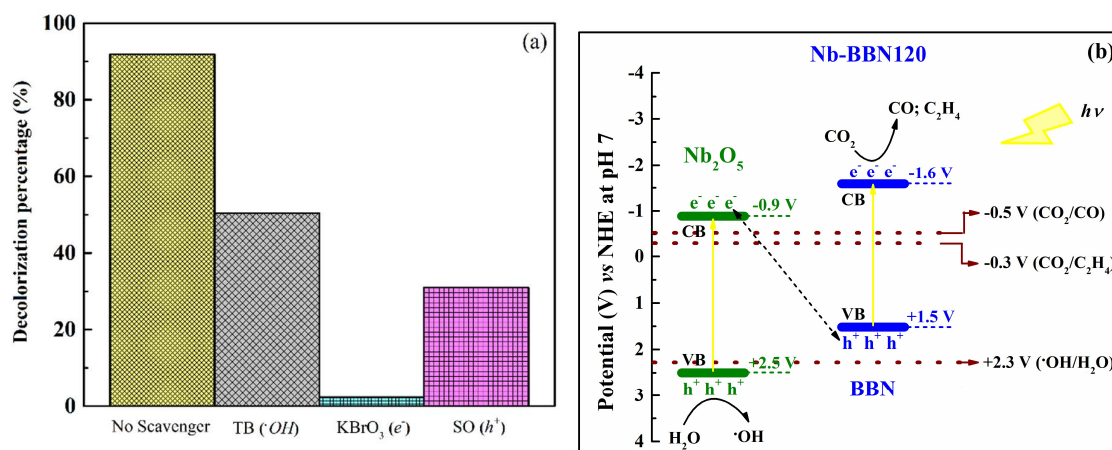 (a)
Decolorization percentage (%)
100
80
60
40
20
0
No Scavenger
TB (·OH)
KBrO₃ (e⁻)
SO (h⁺)
(b)
Nb-BBN120
Potential (V) vs NHE at pH 7
-4
-3
-2
-1
0
1
2
3
4
hν
CO; C₂H₄
CO₂
Nb₂O₅
e⁻ e⁻ e⁻
-1.6 V
CB
e⁻ e⁻ e⁻
-0.9 V
CB
-0.5 V (CO₂/CO)
-0.3 V (CO₂/C₂H₄)
VB
+1.5 V
h⁺ h⁺ h⁺
VB
+2.5 V
+2.3 V (·OH/H₂O)
h⁺ h⁺ h⁺
BBN
H₂O
·OH